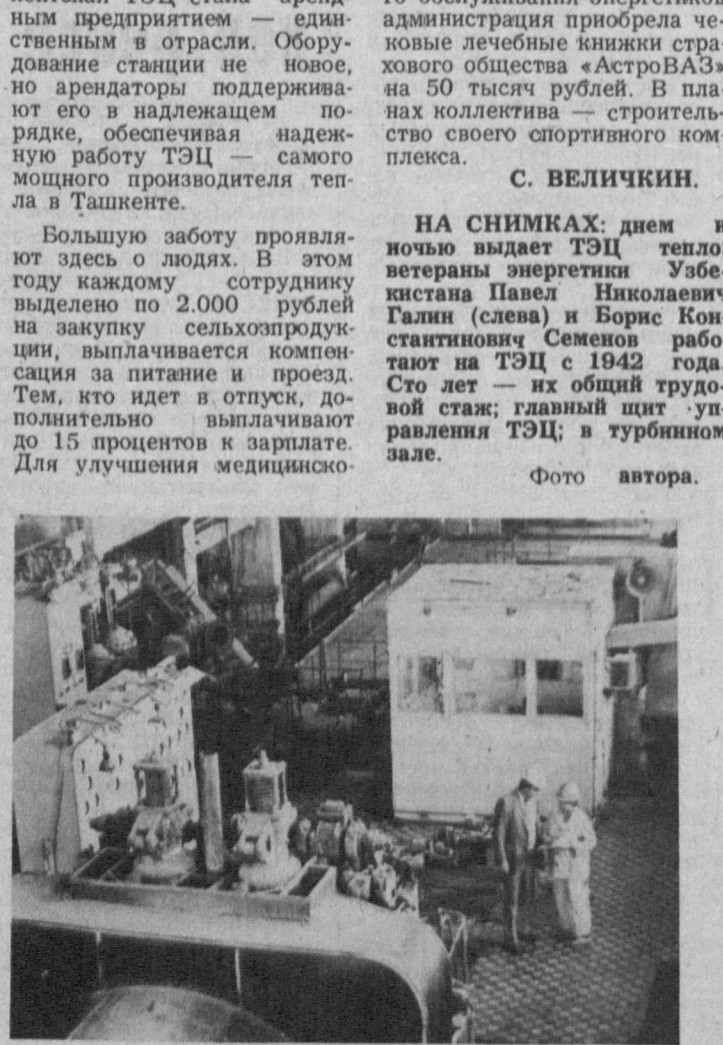 ТЭЦ стала аренд-
ным предприятием — един-
ственным в отрасли. Обору-
дование станции не новое,
но арендаторы поддержива-
ют его в надлежащем по-
рядке, обеспечивая надеж-
ную работу ТЭЦ — самого
мощного производителя теп-
ла в Ташкенте.
Большую заботу проявля-
ют здесь о людях. В этом
году каждому сотруднику
выделено по 2.000 рублей
на закупку сельхозпродук-
ции, выплачивается компен-
сация за питание и проезд.
Тем, кто идет в отпуск, до-
полнительно выплачивают
до 15 процентов к зарплате.
Для улучшения медицинско-
го обслуживания энергетиков
администрация приобрела че-
ковые лечебные книжки стра-
хового общества «АстроВАЗ»
на 50 тысяч рублей. В пла-
нах коллектива — строитель-
ство своего спортивного ком-
плекса.
С. ВЕЛИЧКИН.
НА СНИМКАХ: днем и
ночью выдает ТЭЦ тепло;
ветераны энергетики Узбе-
кистана Павел Николаевич
Галин (слева) и Борис Кон-
стантинович Семенов рабо-
тают на ТЭЦ с 1942 года.
Сто лет — их общий трудо-
вой стаж; главный щит уп-
равления ТЭЦ; в турбинном
зале.
Фото автора.